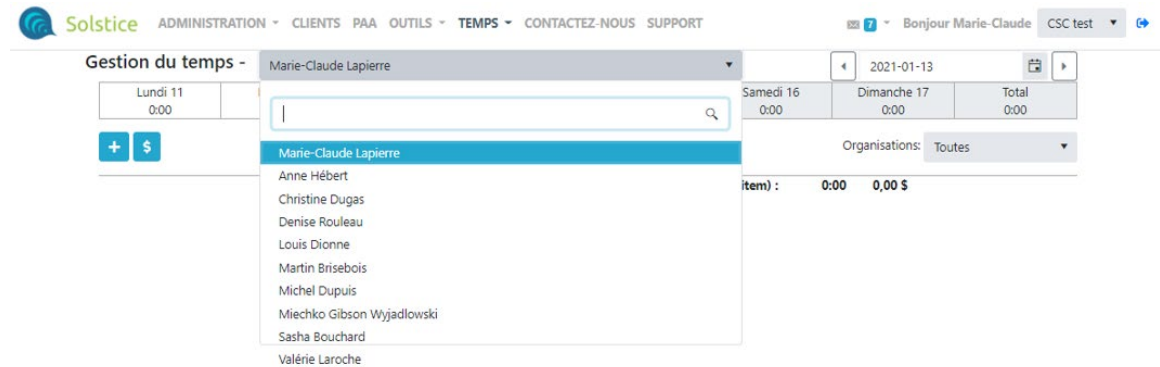 Solstice ADMINISTRATION CLIENTS PAA OUTILS TEMPS CONTACTEZ-NOUS SUPPORT 7 Bonjour Marie-Claude CSC test
Gestion du temps - Marie-Claude Lapierre 2021-01-13
Lundi 11 Samedi 16 Dimanche 17 Total
0:00 0:00 0:00 0:00
+ $ Organisations: Toutes
Marie-Claude Lapierre
Anne Hébert
item) : 0:00 0,00 $
Christine Dugas
Denise Rouleau
Louis Dionne
Martin Brisebois
Michel Dupuis
Miechko Gibson Wyjadlowski
Sasha Bouchard
Valérie Laroche